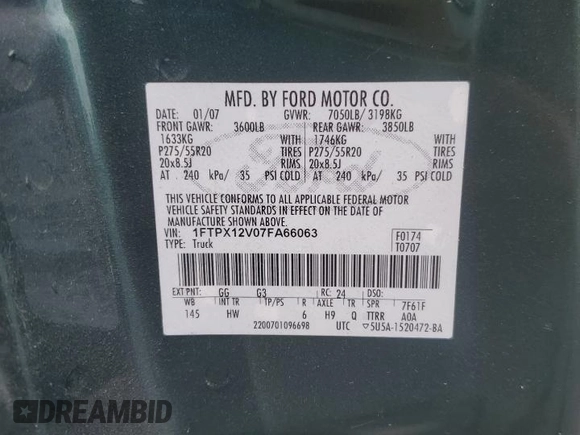 MFD. BY FORD MOTOR CO.
DATE: 01/07 GVWR: 7050LB/ 3198KG
FRONT GAWR: 3600LB REAR GAWR: 3850LB
1633KG WITH 1746KG WITH
P275/55R20 TIRES P275/55R20 TIRES
20x8.5J RIMS 20x8.5J RIMS
AT 240 kPa/ 35 PSI COLD AT 240 kPa/ 35 PSI COLD
THIS VEHICLE CONFORMS TO ALL APPLICABLE FEDERAL MOTOR
VEHICLE SAFETY STANDARDS IN EFFECT ON THE DATE OF
MANUFACTURE SHOWN ABOVE.
VIN: 1FTPX12V07FA66063 F0174
TYPE: Truck T0707
EXT PNT: GG G3 RC: 24 DSO:
WB INT TR TP/PS R AXLE TR SPR 7F61F
145 HW 6 H9 Q TTRR A0A
2200701096698 UTC ▽5U5A-1520472-BA
Ford
DREAMBID